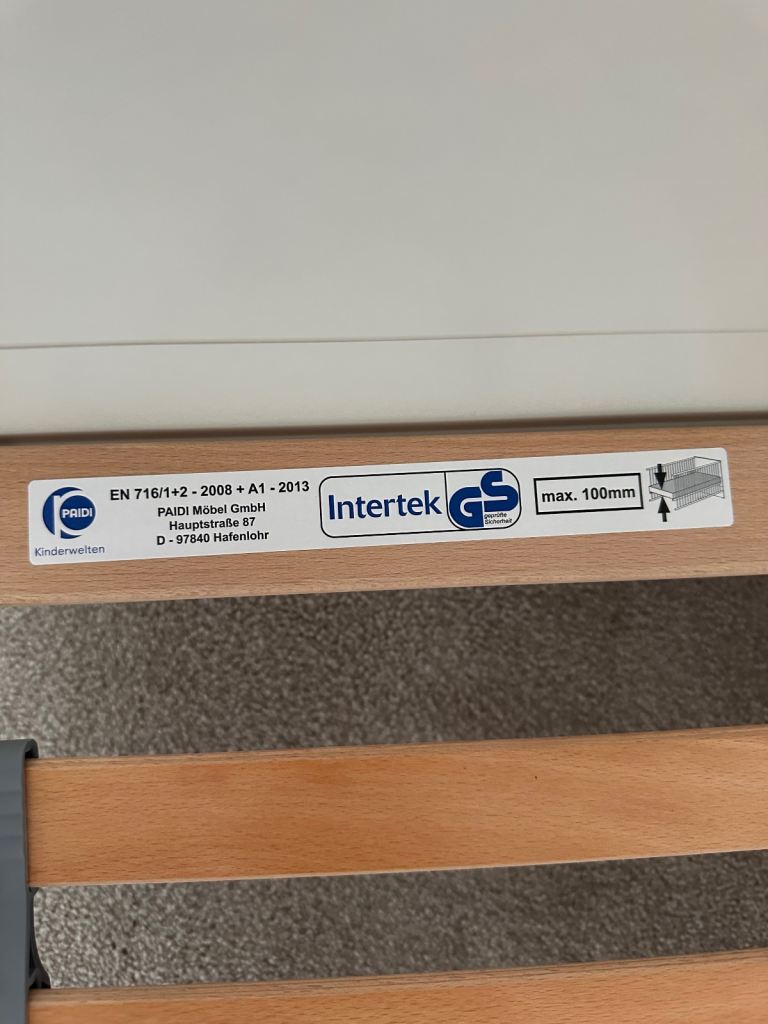 PAIDI
Kinderwelten
EN 716/1+2 - 2008 + A1 - 2013
PAIDI Möbel GmbH
Hauptstraße 87
D - 97840 Hafenlohr
Intertek
GS
geprüfte
Sicherheit
max. 100mm